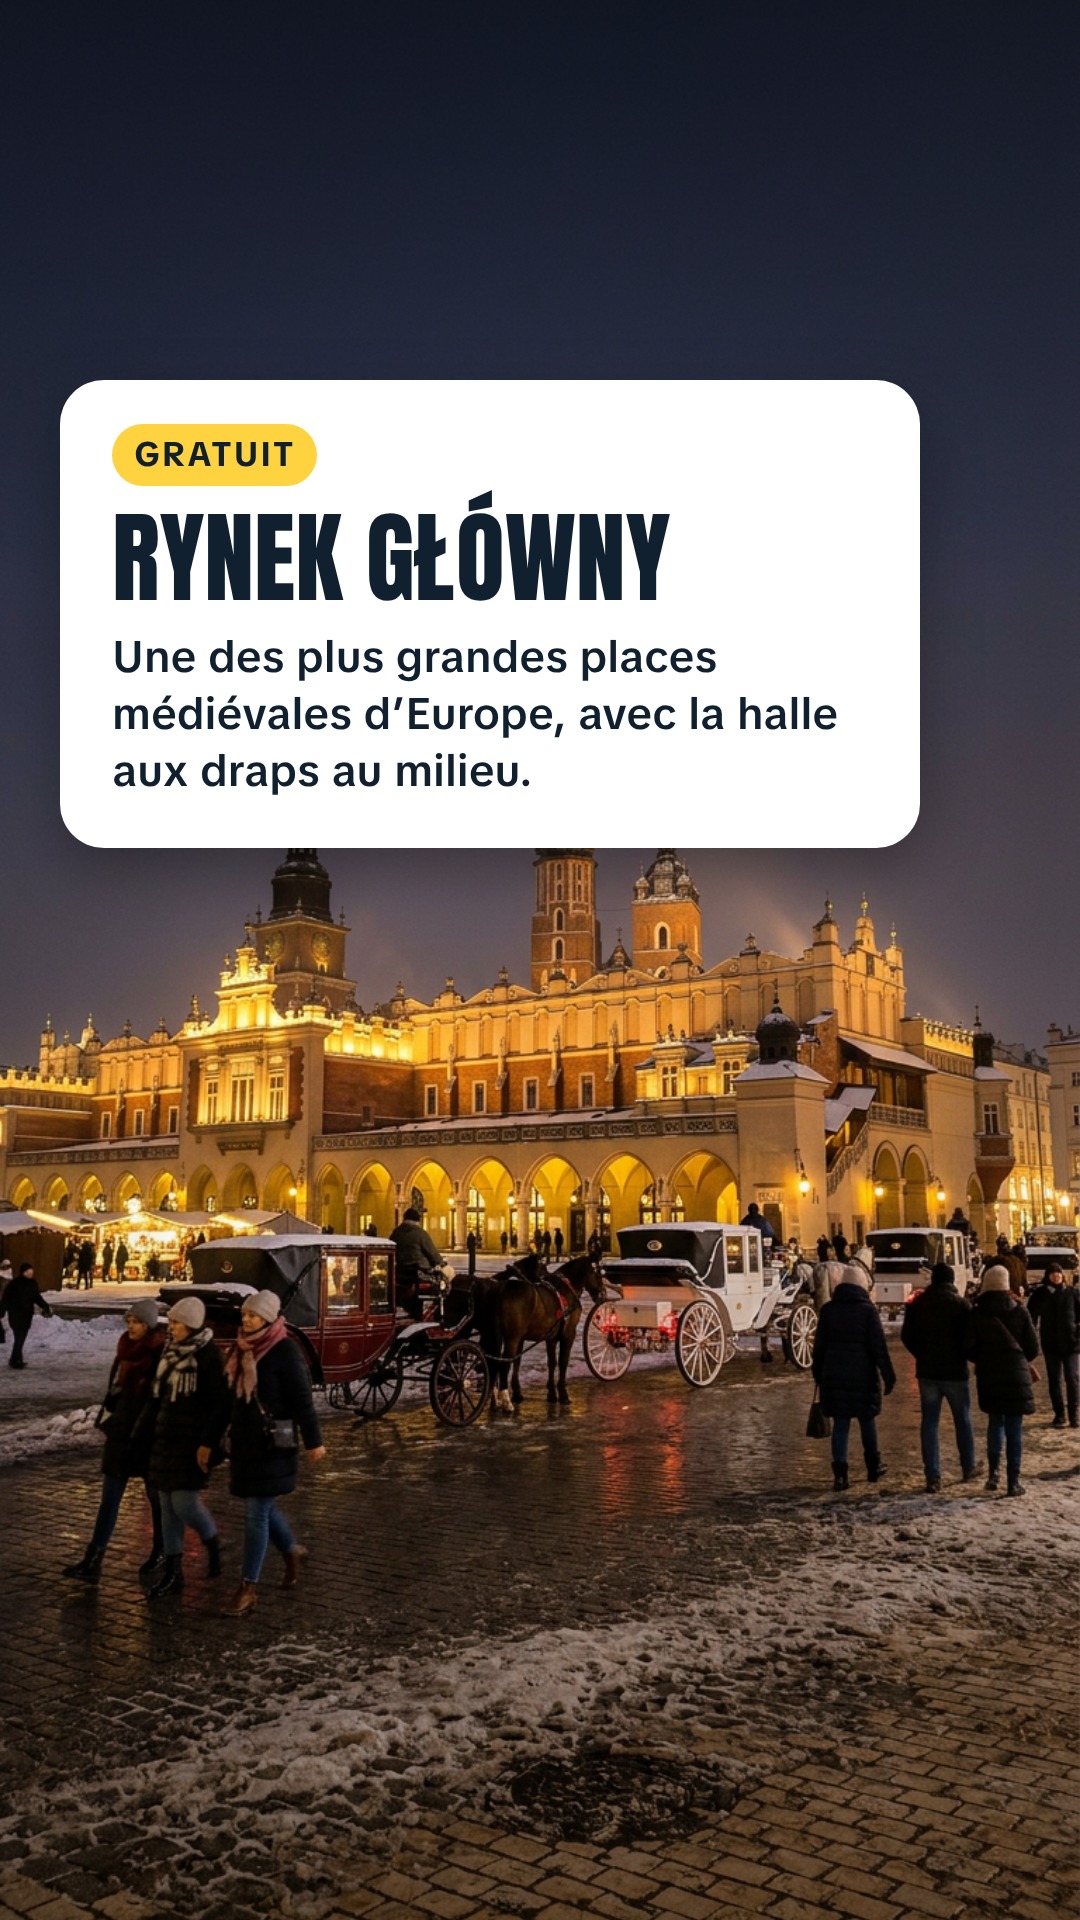 GRATUIT
RYNEK GŁÓWNY
Une des plus grandes places
médiévales d’Europe, avec la halle
aux draps au milieu.